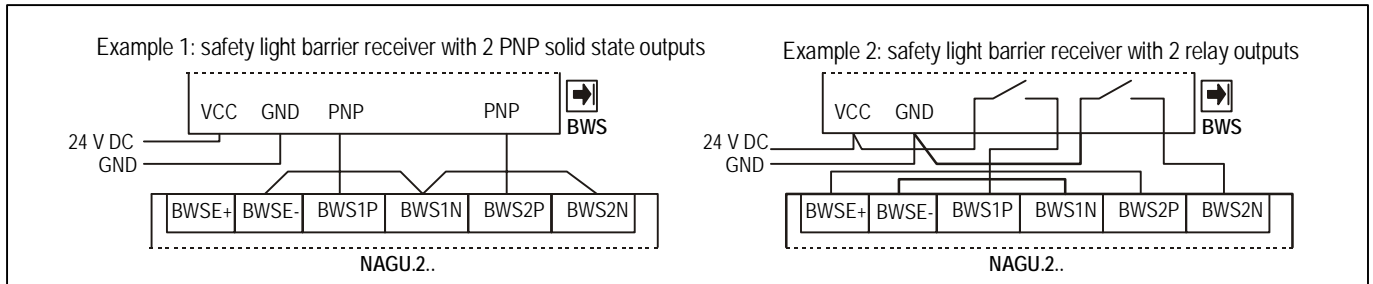 Example 1: safety light barrier receiver with 2 PNP solid state outputs
VCC GND PNP PNP
BWS
24 V DC
GND
BWSE+ BWSE- BWS1P BWS1N BWS2P BWS2N
NAGU.2..
Example 2: safety light barrier receiver with 2 relay outputs
VCC GND
BWS
24 V DC
GND
BWSE+ BWSE- BWS1P BWS1N BWS2P BWS2N
NAGU.2..